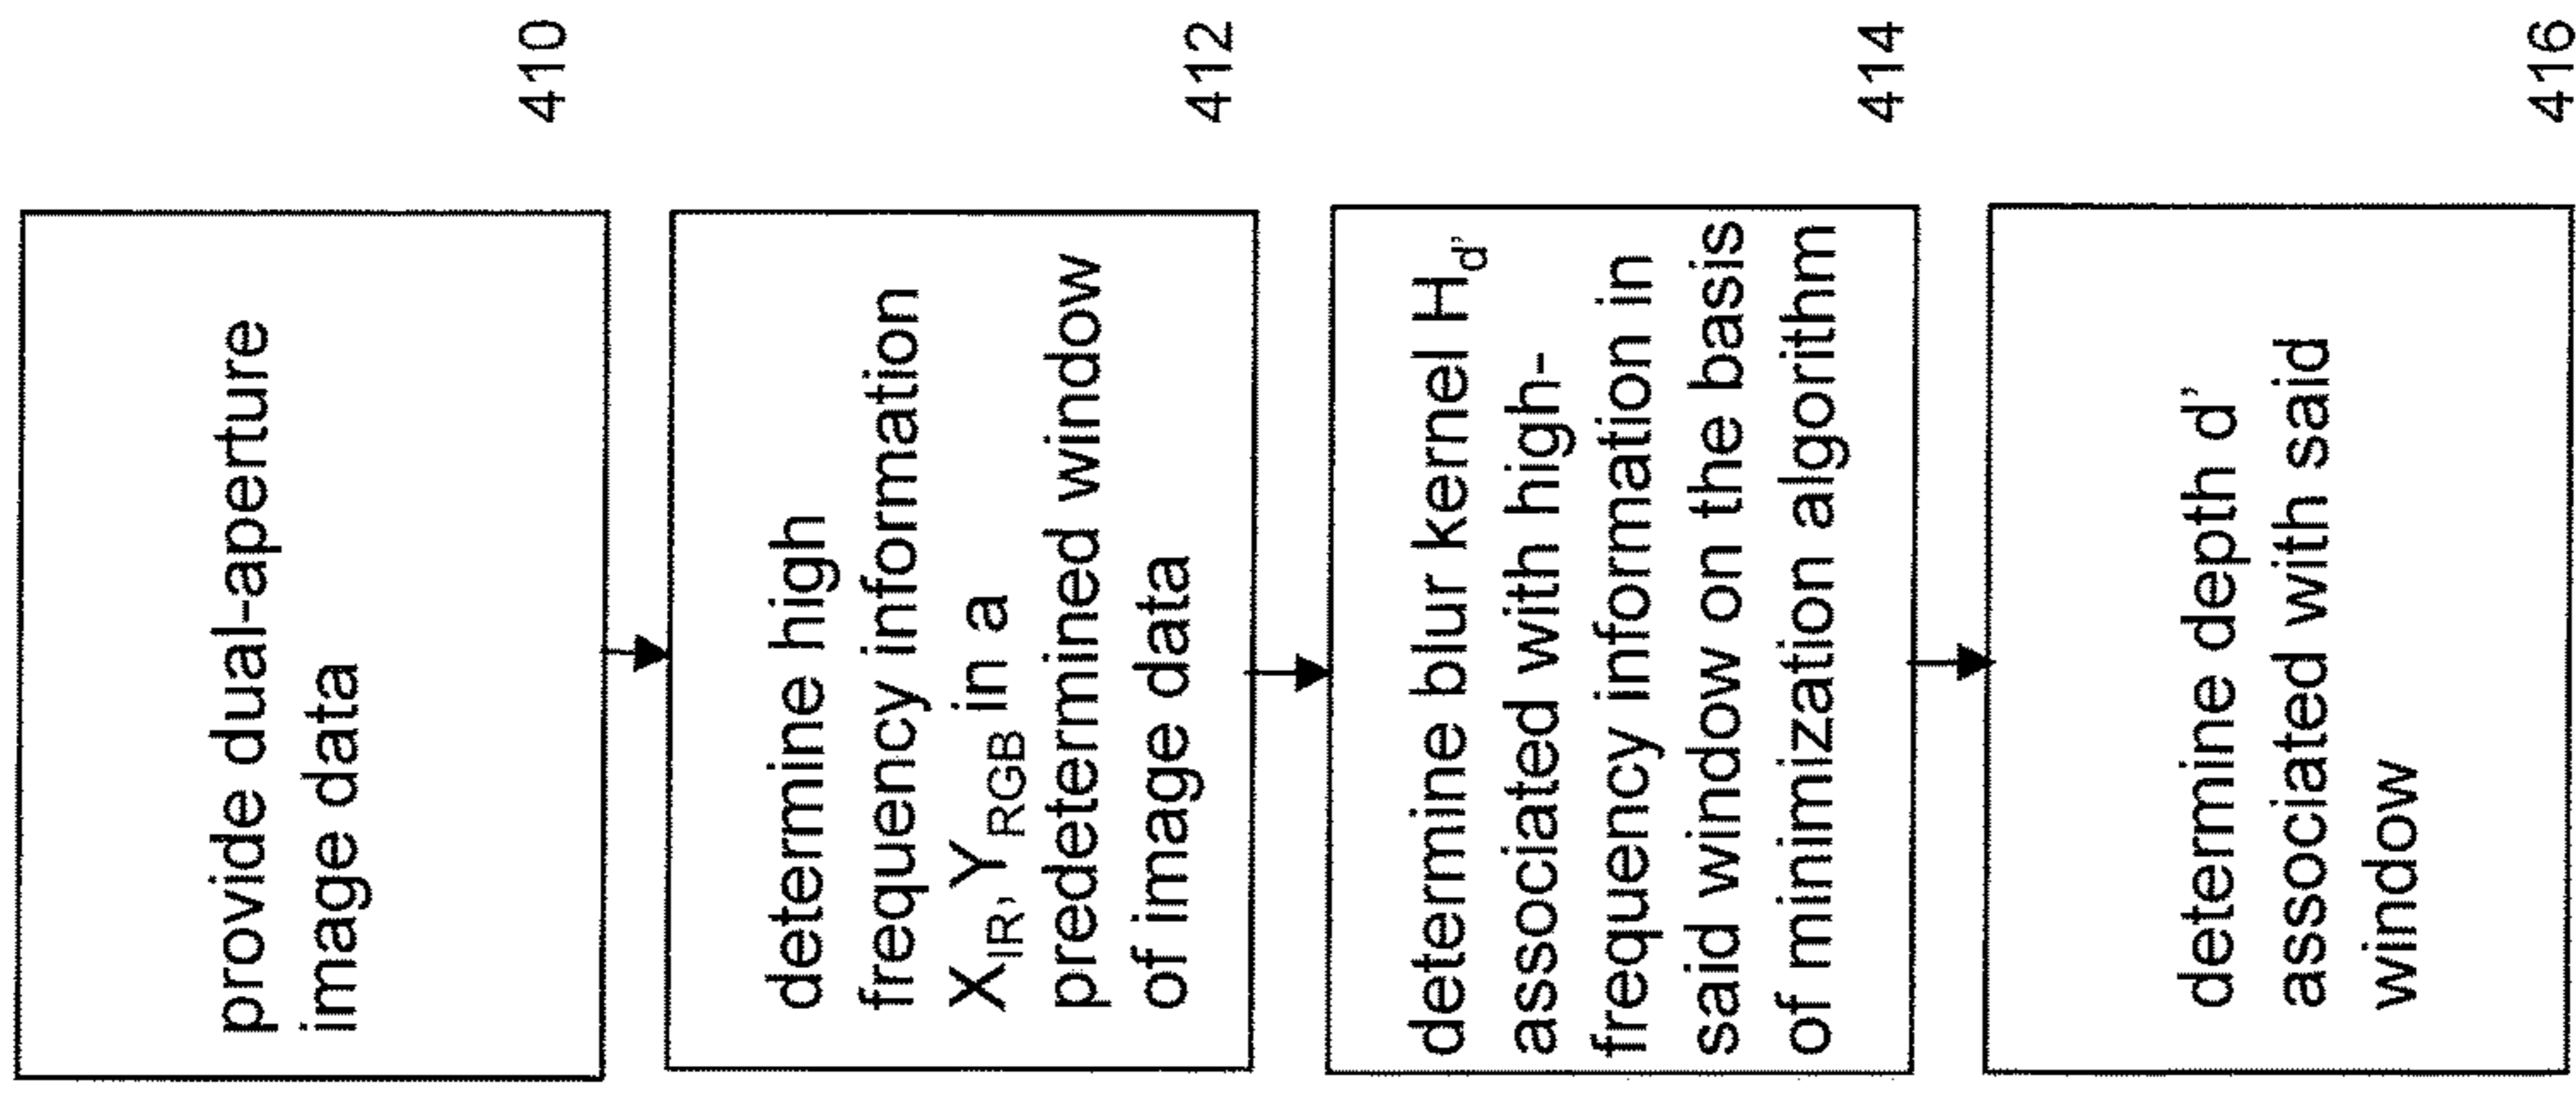 provide dual-aperture
image data
410
determine high
frequency information
X_IR, Y_RGB in a
predetermined window
of image data
412
determine blur kernel H_d'
associated with high-
frequency information in
said window on the basis
of minimization algorithm
414
determine depth d'
associated with said
window
416